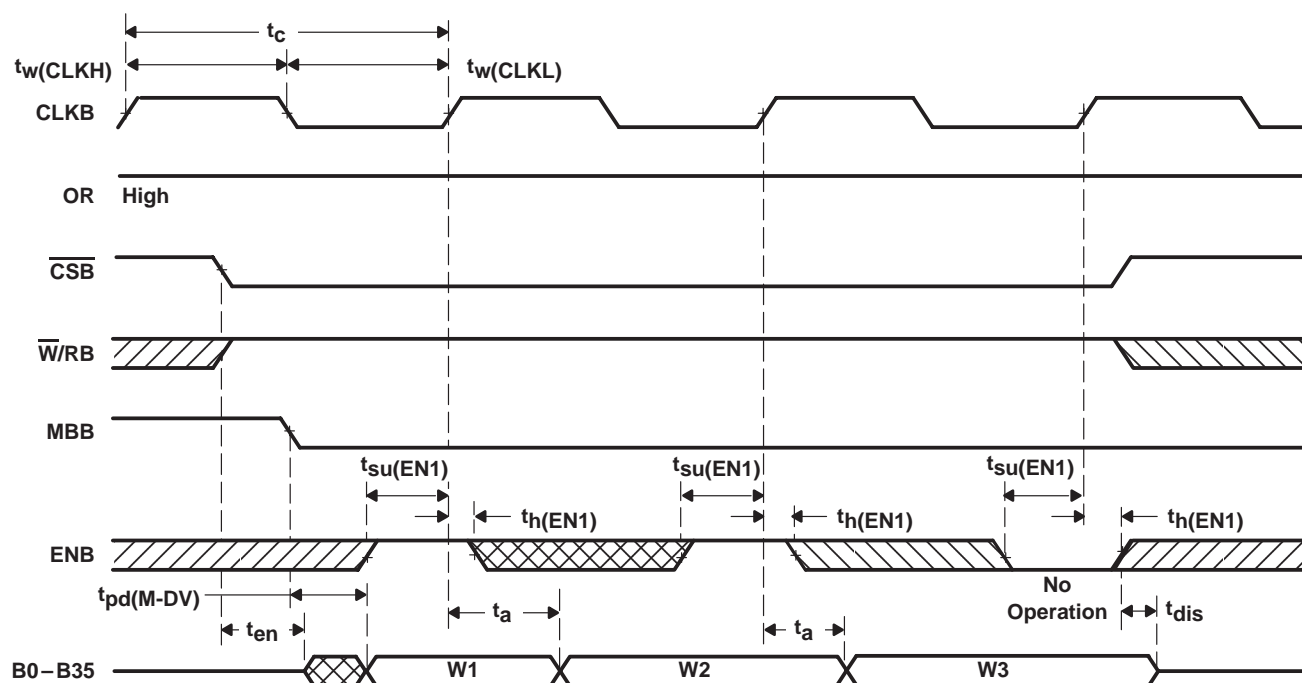 tc
tw(CLKH)
tw(CLKL)
CLKB
OR High
CSB
W/RB
MBB
tsu(EN1) tsu(EN1) tsu(EN1)
th(EN1) th(EN1) th(EN1)
ENB
No
Operation
tpd(M-DV)
ta ta tdis
ten
B0–B35 W1 W2 W3